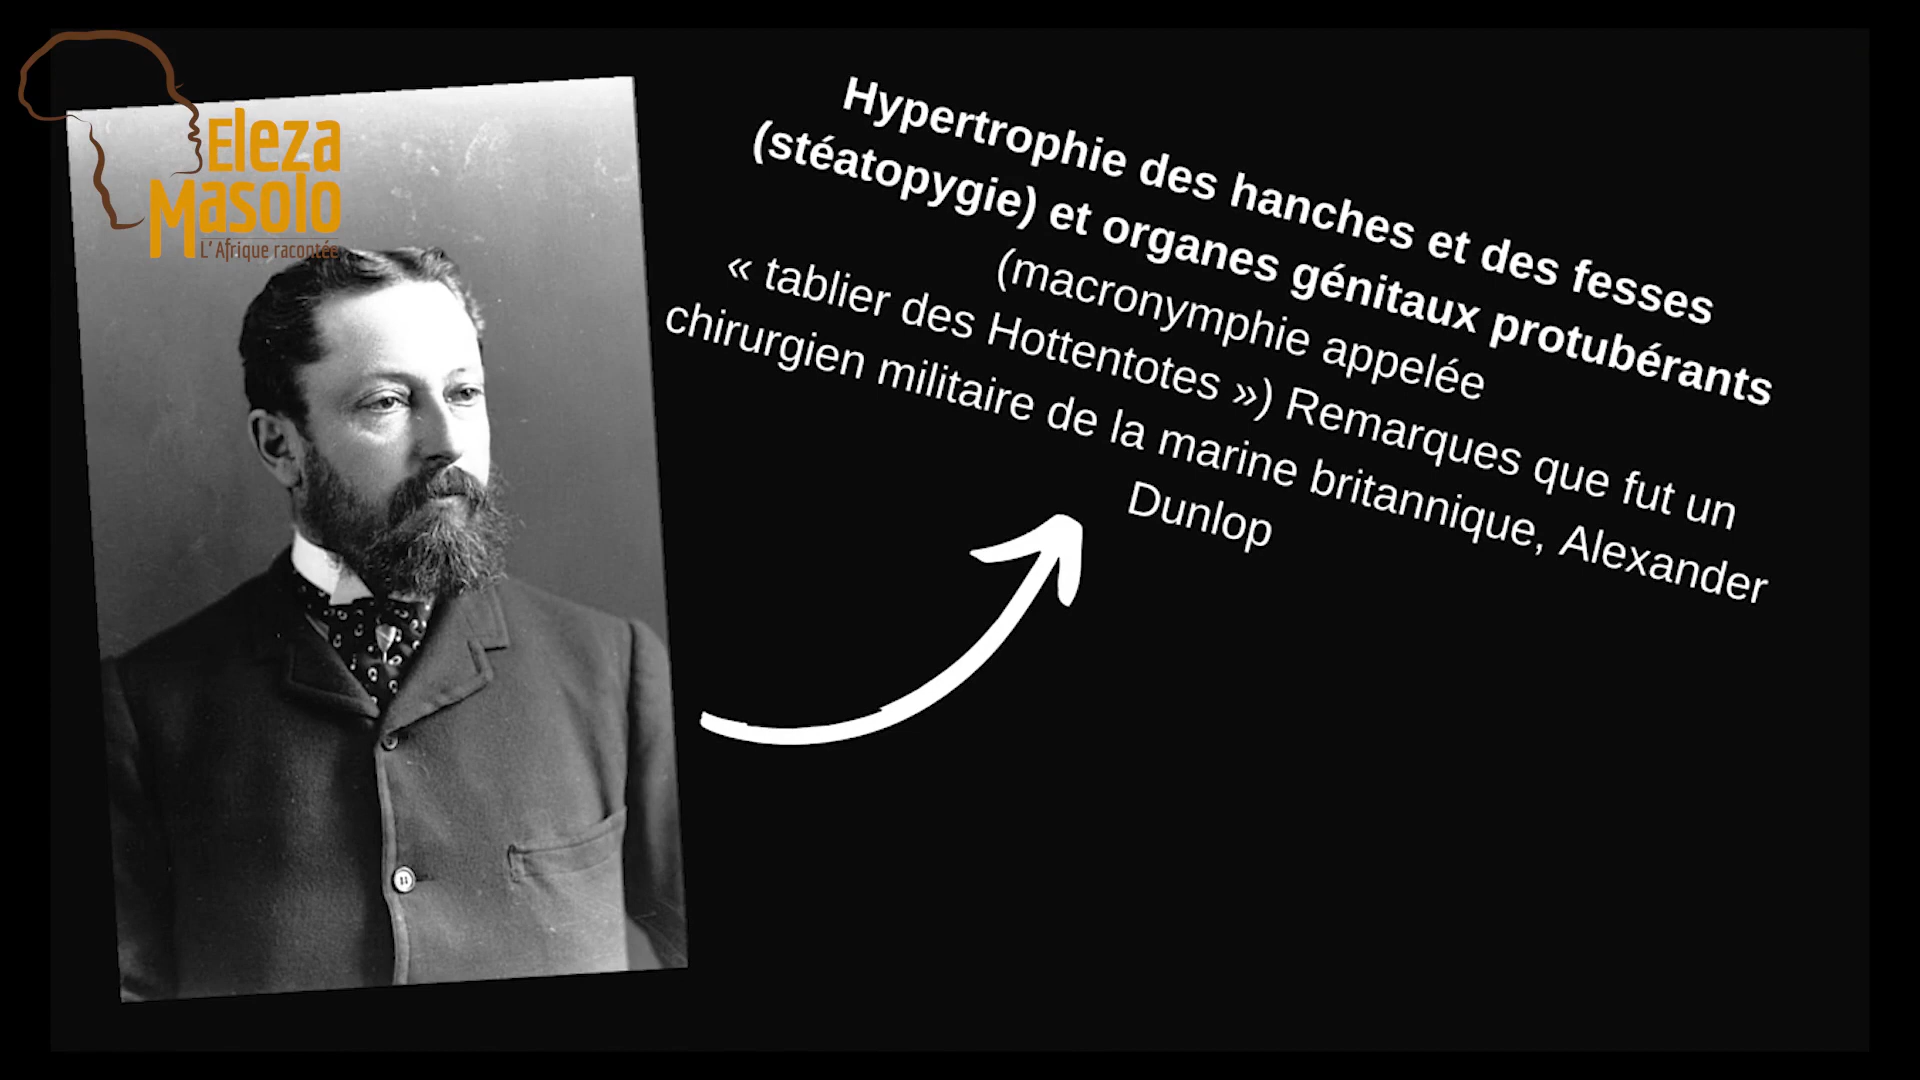 Eleza
Masolo
L'Afrique racontée
Hypertrophie des hanches et des fesses
(stéatopygie) et organes génitaux protubérants
(macronymphie appelée
« tablier des Hottentotes ») Remarques que fut un
chirurgien militaire de la marine britannique, Alexander
Dunlop